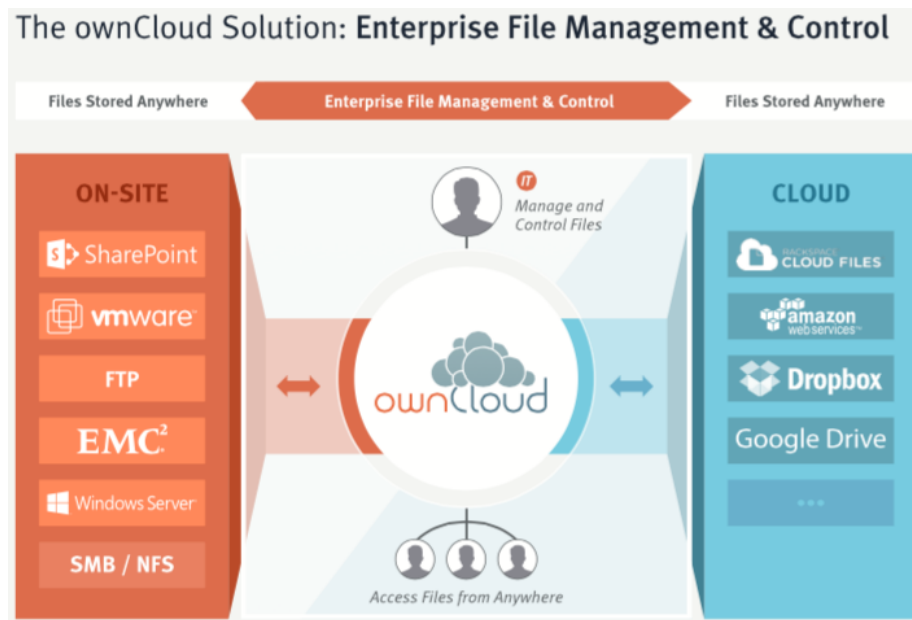 The ownCloud Solution: Enterprise File Management & Control
Files Stored Anywhere
Enterprise File Management & Control
Files Stored Anywhere
ON-SITE
S SharePoint
vmware
FTP
EMC²
Windows Server
SMB / NFS
IT
Manage and
Control Files
ownCloud
Access Files from Anywhere
CLOUD
RACKSPACE
CLOUD FILES
amazon
web services™
Dropbox
Google Drive
...